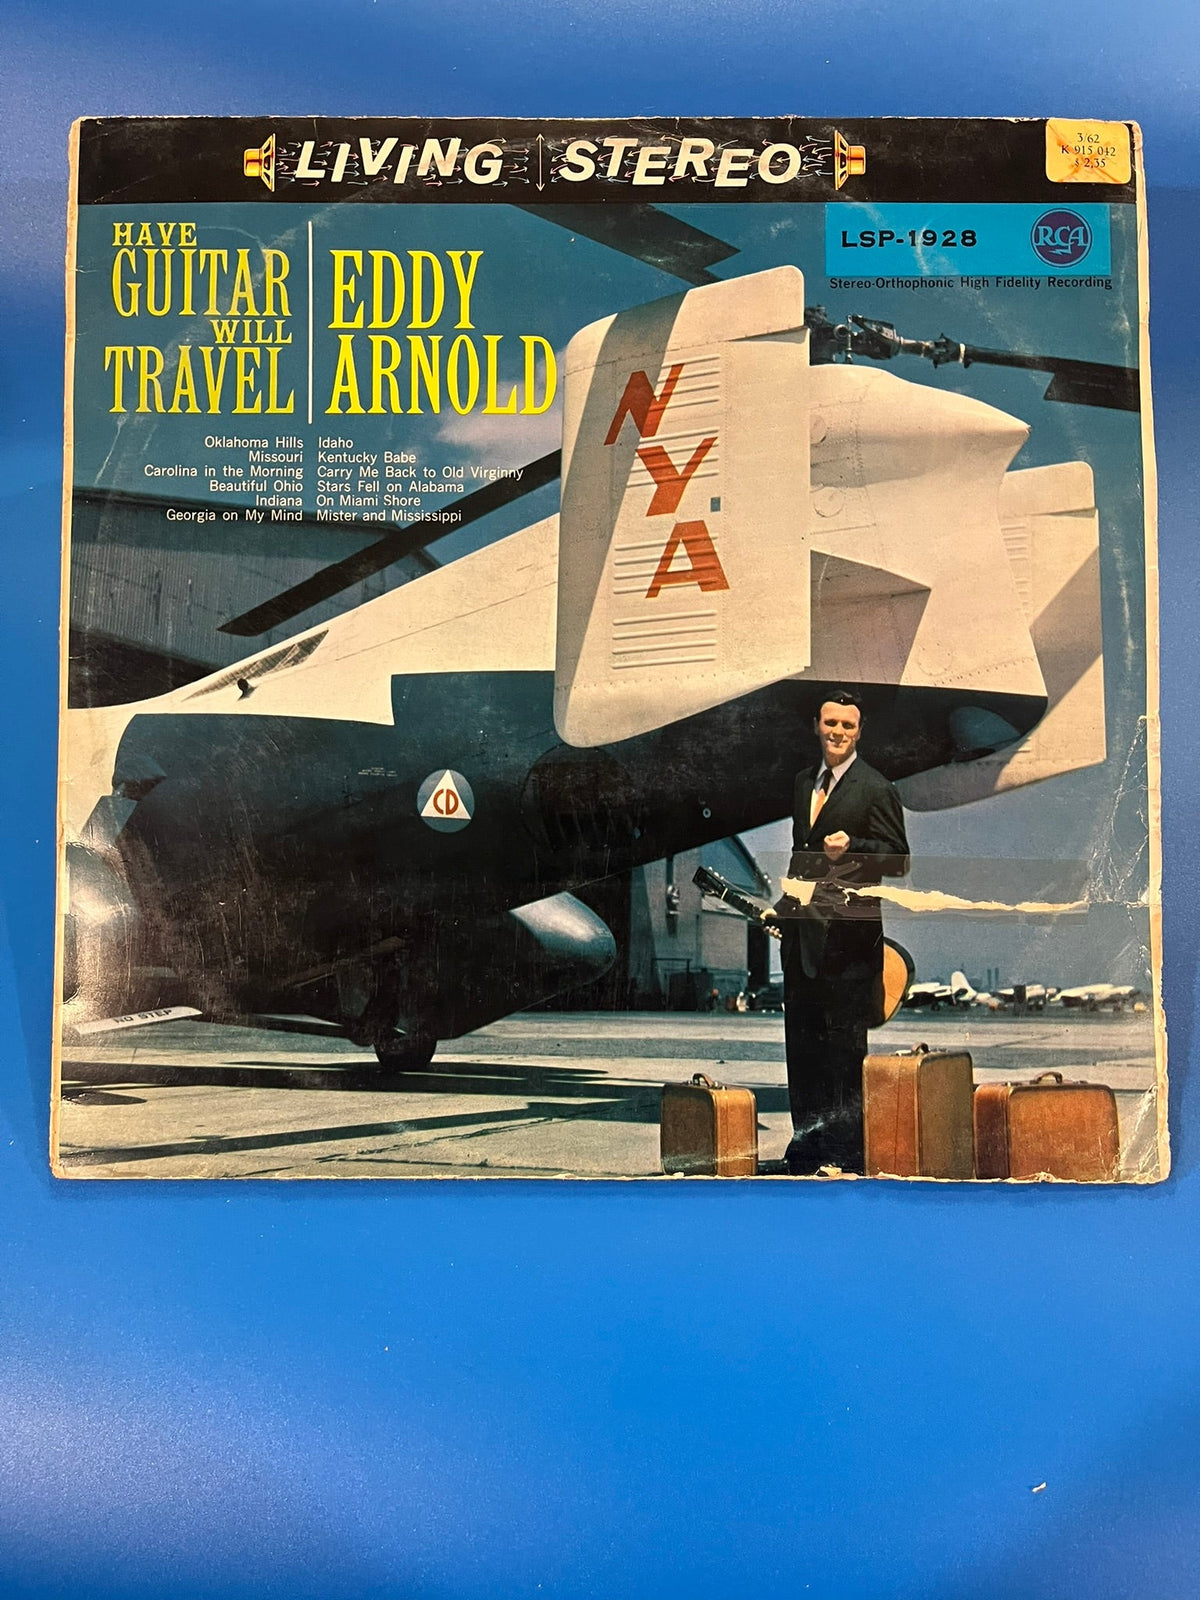 LIVING STEREO
3/62
K 915 042
$ 2,35
HAVE
GUITAR
WILL
TRAVEL
EDDY
ARNOLD
LSP-1928
RCA
Stereo-Orthophonic High Fidelity Recording
Oklahoma Hills
Missouri
Carolina in the Morning
Beautiful Ohio
Indiana
Georgia on My Mind
Idaho
Kentucky Babe
Carry Me Back to Old Virginny
Stars Fell on Alabama
On Miami Shore
Mister and Mississippi
NYA
CD
NO STEP